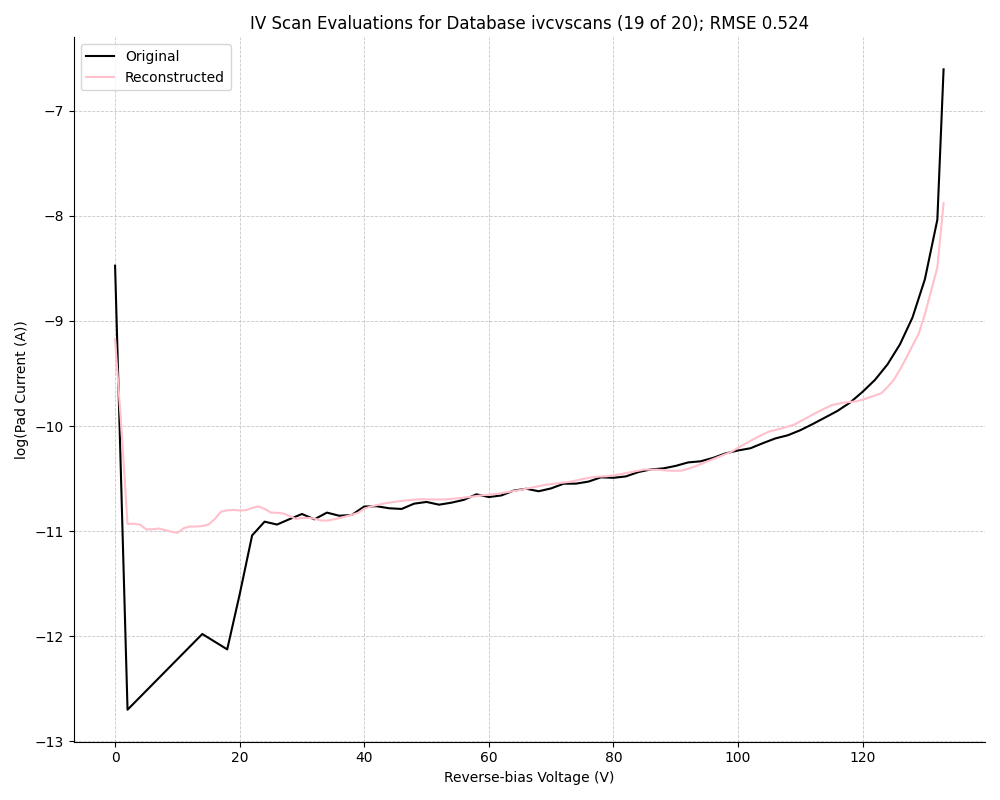 IV Scan Evaluations for Database ivcvscans (19 of 20); RMSE 0.524
Original
Reconstructed
−7
−8
−9
−10
−11
−12
−13
log(Pad Current (A))
0 20 40 60 80 100 120
Reverse-bias Voltage (V)